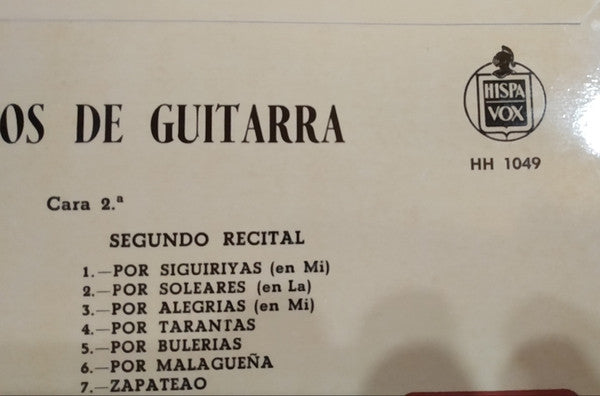 OS DE GUITARRA
HISPA
VOX
HH 1049
Cara 2.ª
SEGUNDO RECITAL
1.—POR SIGUIRIYAS (en Mi)
2.—POR SOLEARES (en La)
3.—POR ALEGRIAS (en Mi)
4.—POR TARANTAS
5.—POR BULERIAS
6.—POR MALAGUEÑA
7.—ZAPATEAO